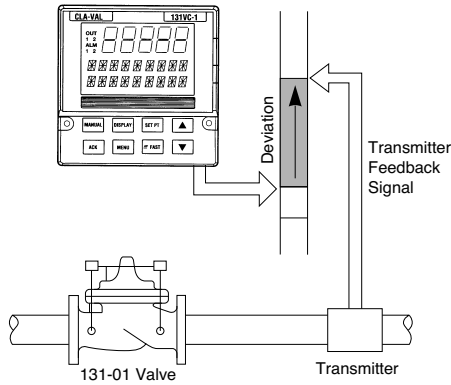 CLA-VAL 131VC-1
OUT
1 2
ALM
1 2
MANUAL DISPLAY SET PT ▲
ACK MENU FAST ▼
Deviation
Transmitter
Feedback
Signal
131-01 Valve
Transmitter